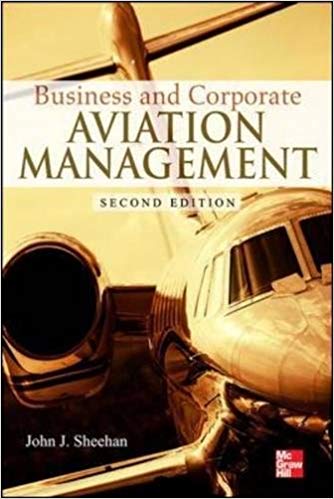 Business and Corporate
AVIATION
MANAGEMENT
SECOND EDITION
John J. Sheehan
Mc
Graw
Hill